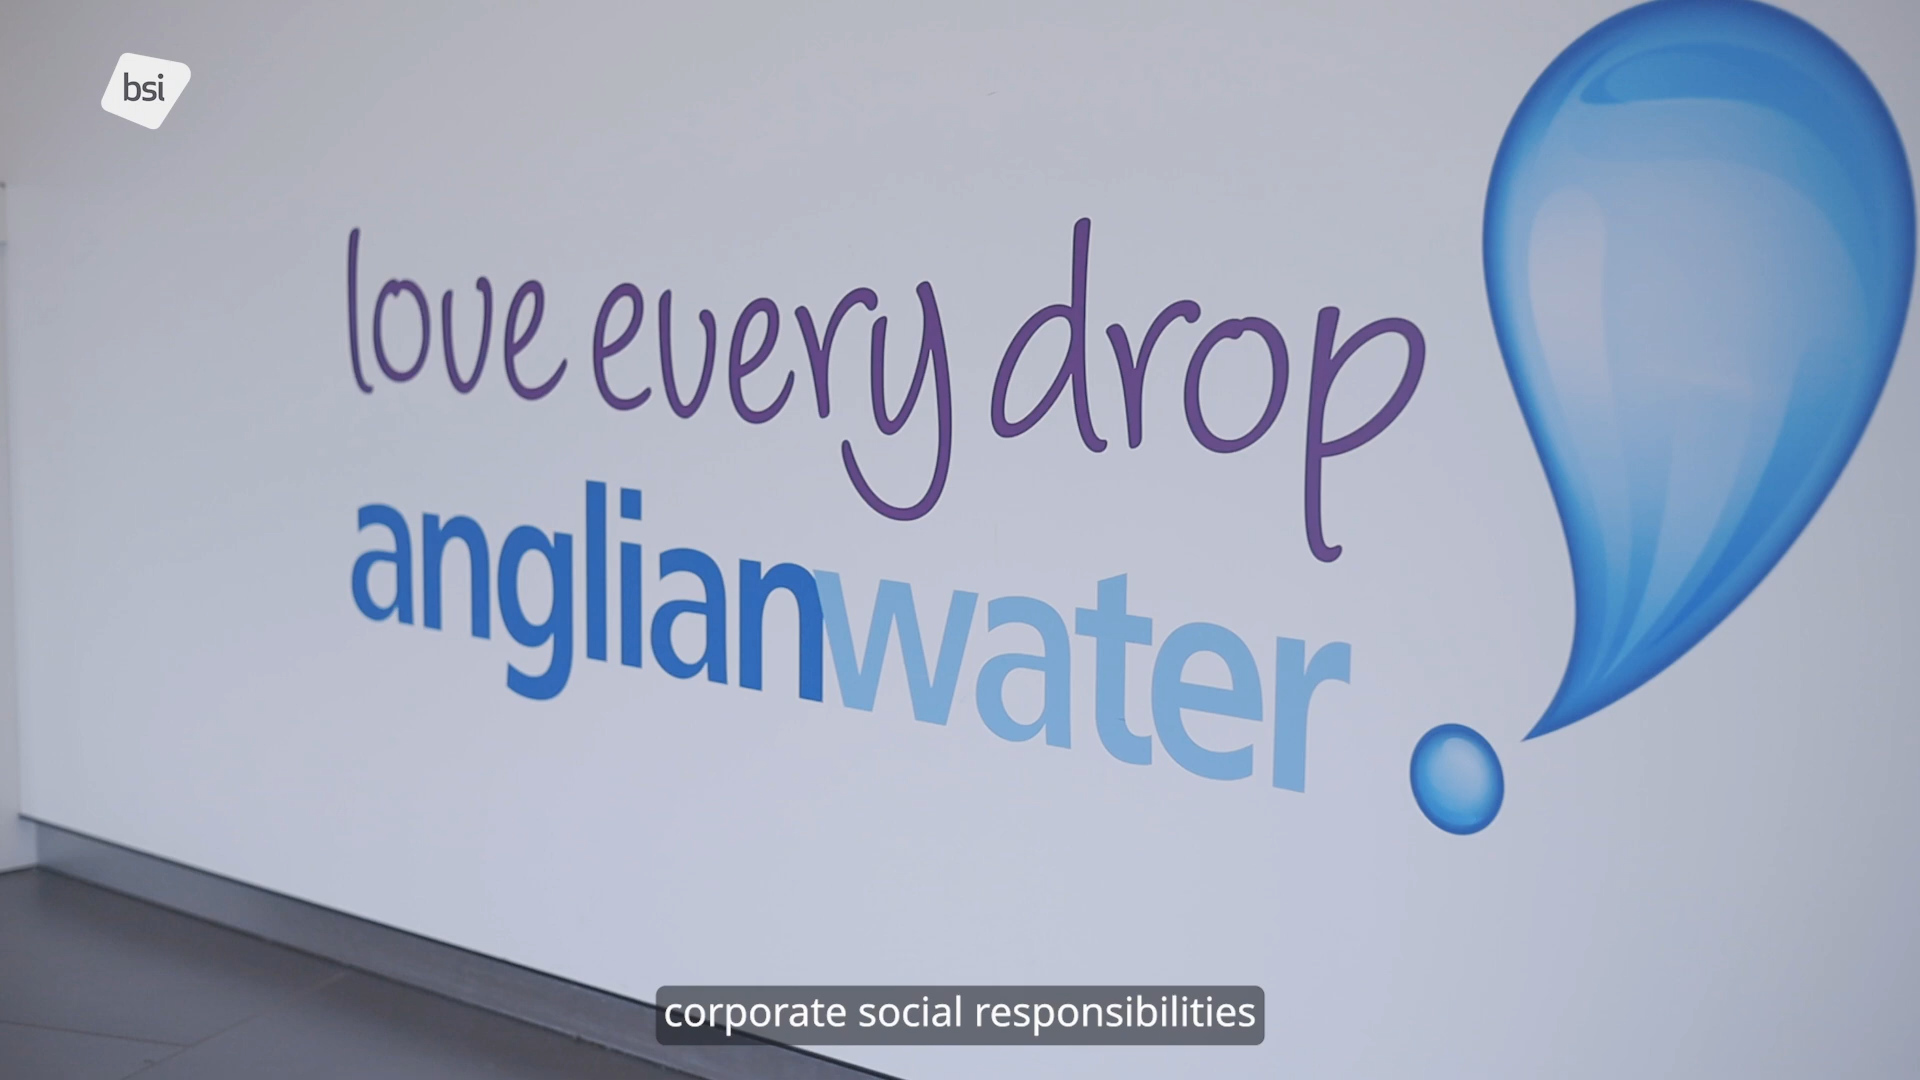 bsi
love every drop
anglianwater
corporate social responsibilities